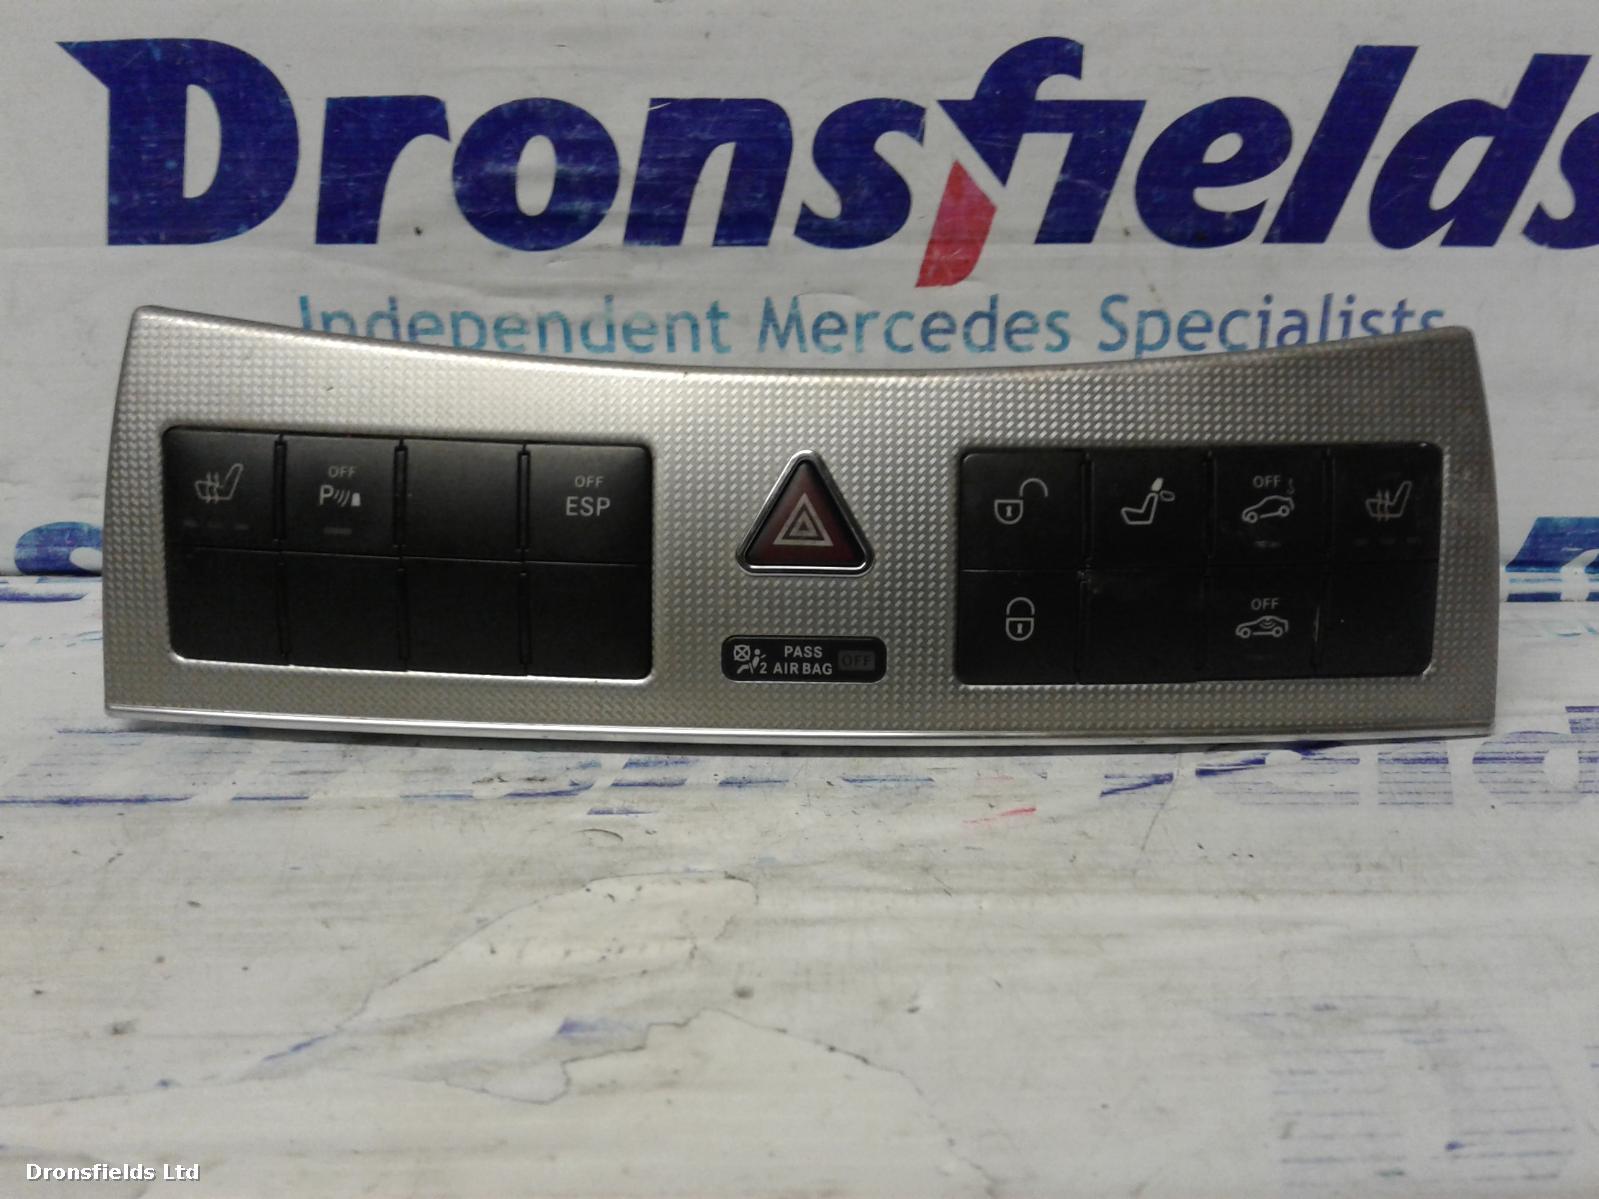 Dronsfields
Independent Mercedes Specialists
OFF
P
OFF
ESP
OFF
OFF
PASS
2 AIR BAG OFF
Dronsfields Ltd